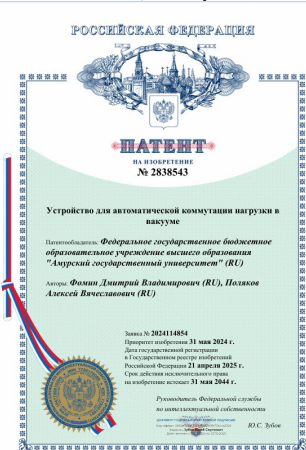 РОССИЙСКАЯ ФЕДЕРАЦИЯ
ПАТЕНТ
НА ИЗОБРЕТЕНИЕ
№ 2838543
Устройство для автоматической коммутации нагрузки в
вакууме
Патентообладатель: Федеральное государственное бюджетное
образовательное учреждение высшего образования
"Амурский государственный университет" (RU)
Авторы: Фомин Дмитрий Владимирович (RU), Поляков
Алексей Вячеславович (RU)
Заявка № 2024114854
Приоритет изобретения 31 мая 2024 г.
Дата государственной регистрации
в Государственном реестре изобретений
Российской Федерации 21 апреля 2025 г.
Срок действия исключительного права
на изобретение истекает 31 мая 2044 г.
Руководитель Федеральной службы
по интеллектуальной собственности
Ю.С. Зубов